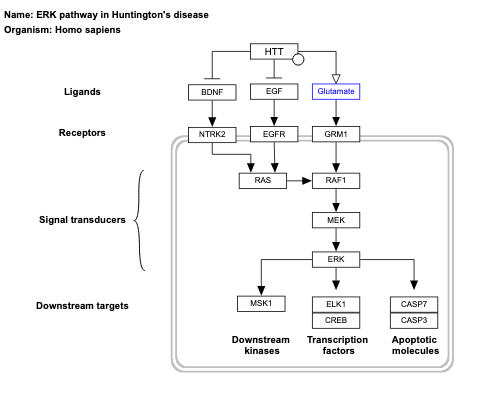 Name: ERK pathway in Huntington's disease
Organism: Homo sapiens
HTT
Ligands
BDNF
EGF
Glutamate
Receptors
NTRK2
EGFR
GRM1
RAS
RAF1
Signal transducers
MEK
ERK
Downstream targets
MSK1
ELK1
CASP7
CREB
CASP3
Downstream
kinases
Transcription
factors
Apoptotic
molecules